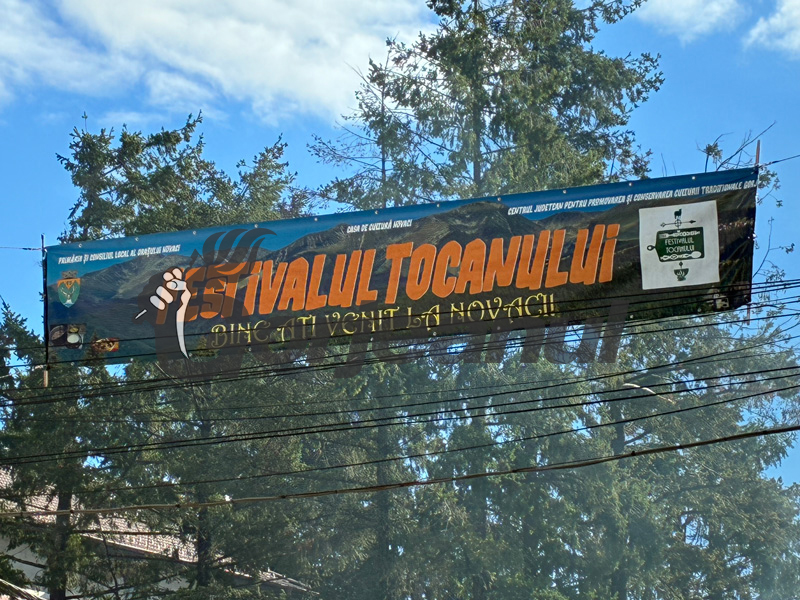 PRIMĂRIA ȘI CONSILIUL LOCAL AL ORAȘULUI NOVACI
CASA DE CULTURĂ NOVACI
CENTRUL JUDEȚEAN PENTRU PROMOVAREA ȘI CONSERVAREA CULTURII TRADIȚIONALE
FESTIVALUL TOCANULUI
BINE AȚI VENIT LA NOVACI!
FESTIVALUL
TOCANULUI